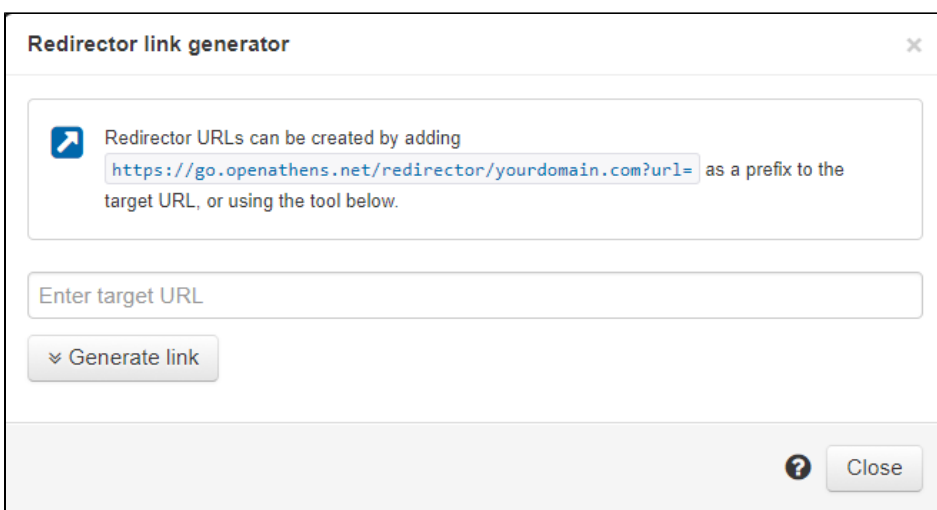 Redirector link generator
×
Redirector URLs can be created by adding
https://go.openathens.net/redirector/yourdomain.com?url= as a prefix to the
target URL, or using the tool below.
Enter target URL
Generate link
? Close